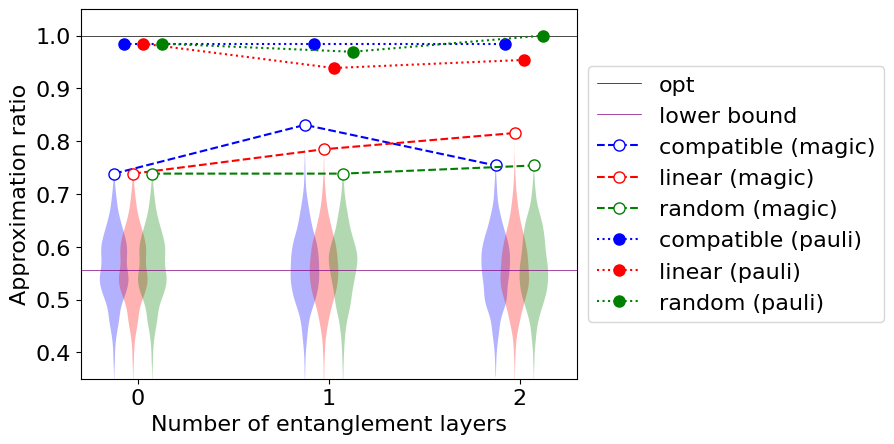 Approximation ratio
1.0
0.9
0.8
0.7
0.6
0.5
0.4
0
1
2
Number of entanglement layers
opt
lower bound
compatible (magic)
linear (magic)
random (magic)
compatible (pauli)
linear (pauli)
random (pauli)